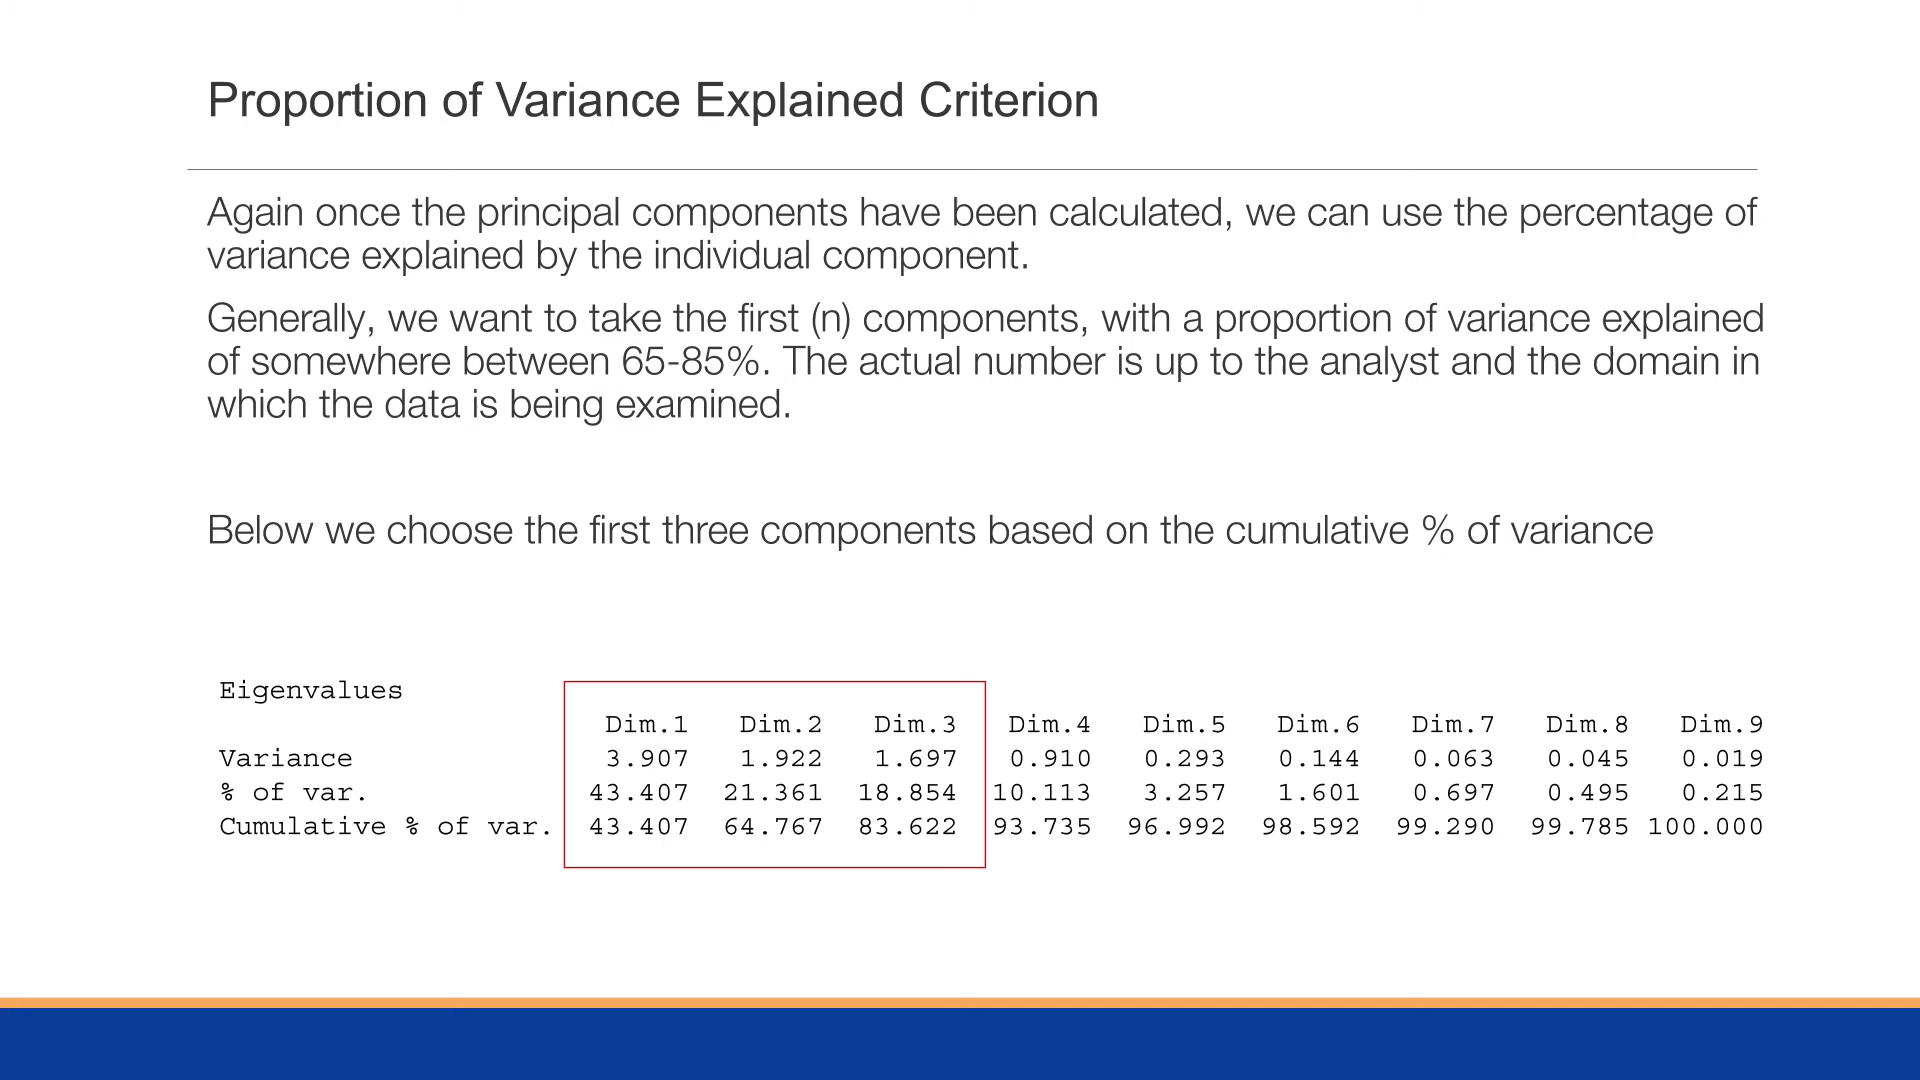 Proportion of Variance Explained Criterion
Again once the principal components have been calculated, we can use the percentage of
variance explained by the individual component.
Generally, we want to take the first (n) components, with a proportion of variance explained
of somewhere between 65-85%. The actual number is up to the analyst and the domain in
which the data is being examined.
Below we choose the first three components based on the cumulative % of variance
Eigenvalues
Dim.1 Dim.2 Dim.3 Dim.4 Dim.5 Dim.6 Dim.7 Dim.8 Dim.9
Variance 3.907 1.922 1.697 0.910 0.293 0.144 0.063 0.045 0.019
% of var. 43.407 21.361 18.854 10.113 3.257 1.601 0.697 0.495 0.215
Cumulative % of var. 43.407 64.767 83.622 93.735 96.992 98.592 99.290 99.785 100.000